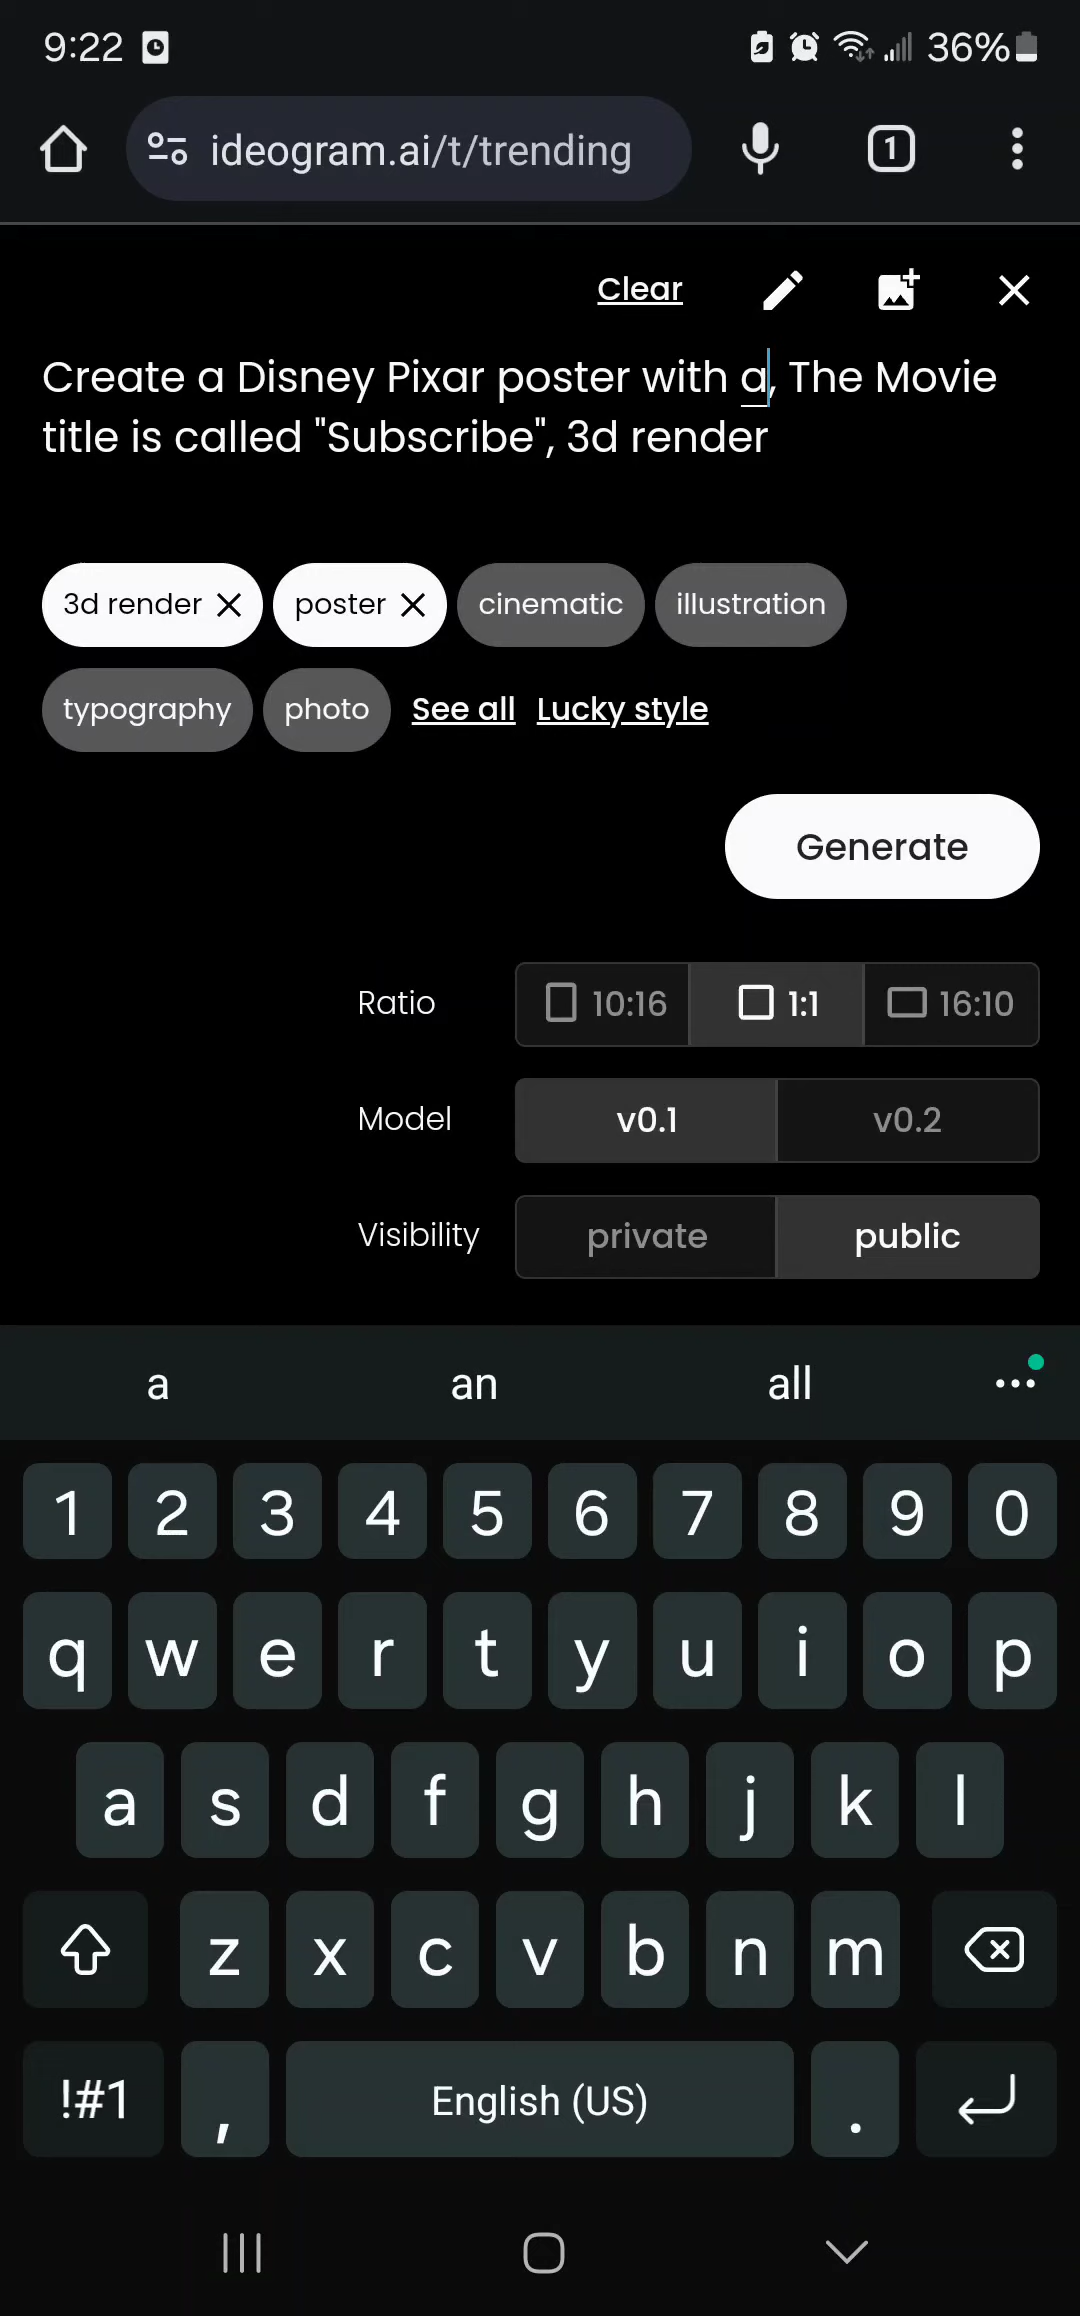 9:22
36%
ideogram.ai/t/trending
1
Clear
Create a Disney Pixar poster with a, The Movie
title is called "Subscribe", 3d render
3d render
poster
cinematic
illustration
typography
photo
See all
Lucky style
Generate
Ratio
10:16
1:1
16:10
Model
v0.1
v0.2
Visibility
private
public
a
an
all
1 2 3 4 5 6 7 8 9 0
q w e r t y u i o p
a s d f g h j k l
z x c v b n m
!#1 , English (US) .